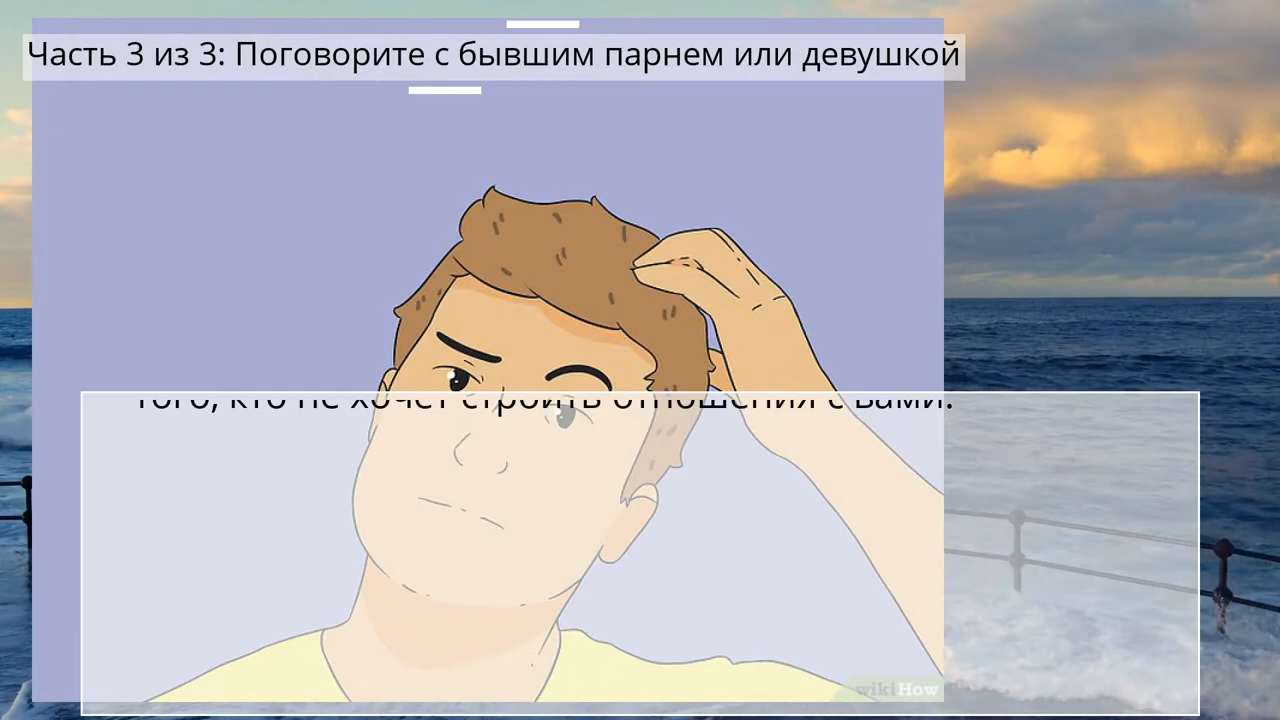 Часть 3 из 3: Поговорите с бывшим парнем или девушкой
того, кто не хочет строить отношения с вами.
wikiHow